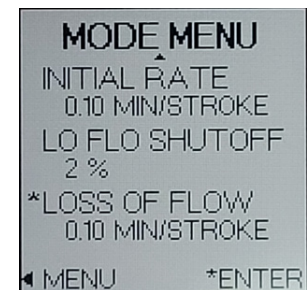 MODE MENU
INITIAL RATE
0.10 MIN/STROKE
LO FLO SHUTOFF
2 %
*LOSS OF FLOW
0.10 MIN/STROKE
◄ MENU *ENTER